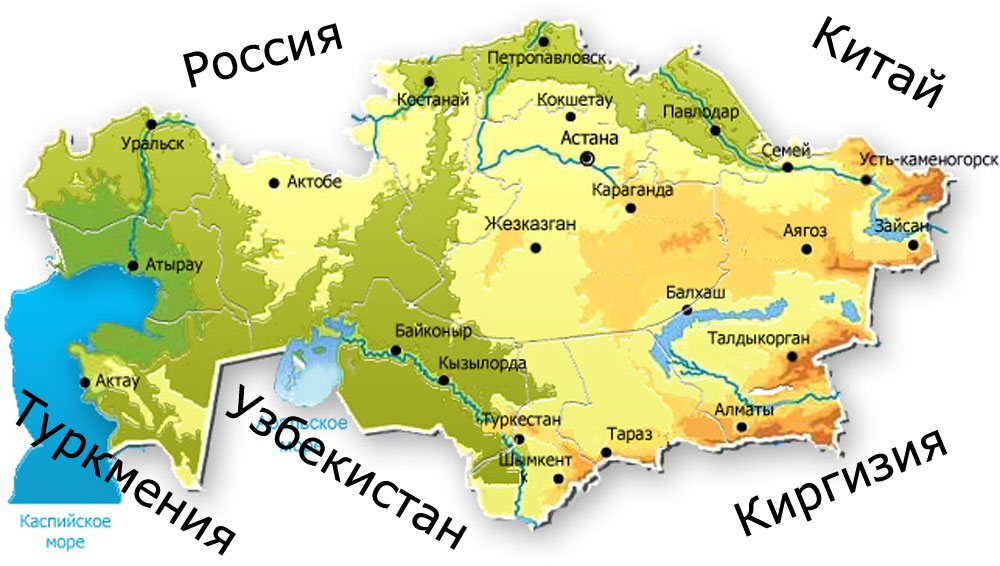 Россия
Китай
Петропавловск
Костанай
Кокшетау
Павлодар
Уральск
Астана
Семей
Усть-каменогорск
Актобе
Караганда
Жезказган
Аягоз
Зайсан
Атырау
Балхаш
Байконыр
Талдыкорган
Кызылорда
Актау
Туркестан
Алматы
Тараз
Шымкент
к
Туркмения
Узбекистан
Киргизия
Каспийское
море